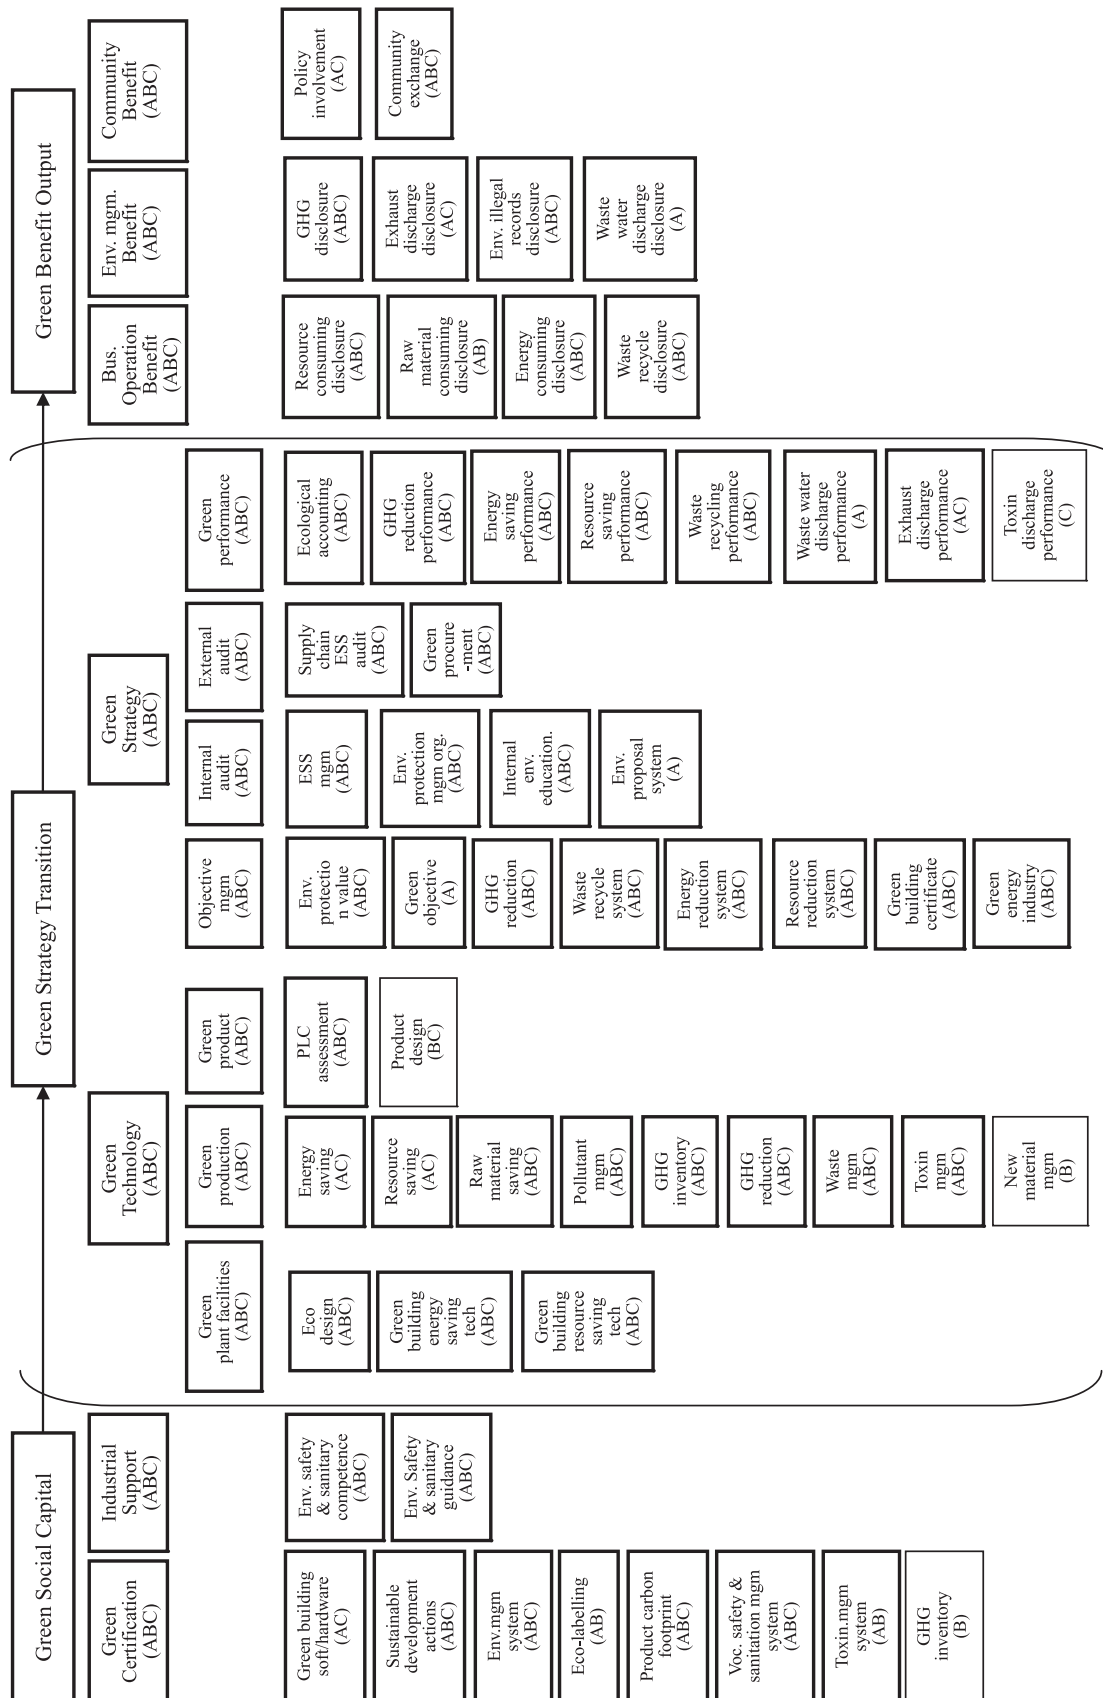 Green Social Capital
Green Strategy Transition
Green Benefit Output
Green
Certification
(ABC)
Industrial
Support
(ABC)
Green
Technology
(ABC)
Green
Strategy
(ABC)
Bus.
Operation
Benefit
(ABC)
Env. mgm.
Benefit
(ABC)
Community
Benefit
(ABC)
Green
plant facilities
(ABC)
Green
production
(ABC)
Green
product
(ABC)
Objective
mgm
(ABC)
Internal
audit
(ABC)
External
audit
(ABC)
Green
performance
(ABC)
Green building
soft/hardware
(AC)
Sustainable
development
actions
(ABC)
Env.mgm
system
(ABC)
Eco-labelling
(AB)
Product carbon
footprint
(ABC)
Voc. safety &
sanitation mgm
system
(ABC)
Toxin.mgm
system
(AB)
GHG
inventory
(B)
Env. safety
& sanitary
competence
(ABC)
Env. Safety
& sanitary
guidance
(ABC)
Eco
design
(ABC)
Green
building
energy
saving
tech
(ABC)
Green
building
resource
saving
tech
(ABC)
Energy
saving
(AC)
Resource
saving
(AC)
Raw
material
saving
(ABC)
Pollutant
mgm
(ABC)
GHG
inventory
(ABC)
GHG
reduction
(ABC)
Waste
mgm
(ABC)
Toxin
mgm
(ABC)
New
material
mgm
(B)
PLC
assessment
(ABC)
Product
design
(BC)
Env.
protectio
n value
(ABC)
Green
objective
(A)
GHG
reduction
(ABC)
Waste
recycle
system
(ABC)
Energy
reduction
system
(ABC)
Resource
reduction
system
(ABC)
Green
building
certificate
(ABC)
Green
energy
industry
(ABC)
ESS
mgm
(ABC)
Env.
protection
mgm org.
(ABC)
Internal
env.
education.
(ABC)
Env.
proposal
system
(A)
Supply
chain
ESS
audit
(ABC)
Green
procure
-ment
(ABC)
Ecological
accounting
(ABC)
GHG
reduction
performance
(ABC)
Energy
saving
performance
(ABC)
Resource
saving
performance
(ABC)
Waste
recycling
performance
(ABC)
Waste water
discharge
performance
(A)
Exhaust
discharge
performance
(AC)
Toxin
discharge
performance
(C)
Resource
consuming
disclosure
(ABC)
Raw
material
consuming
disclosure
(AB)
Energy
consuming
disclosure
(ABC)
Waste
recycle
disclosure
(ABC)
GHG
disclosure
(ABC)
Exhaust
discharge
disclosure
(AC)
Env. illegal
records
disclosure
(ABC)
Waste
water
discharge
disclosure
(A)
Policy
involvement
(AC)
Community
exchange
(ABC)